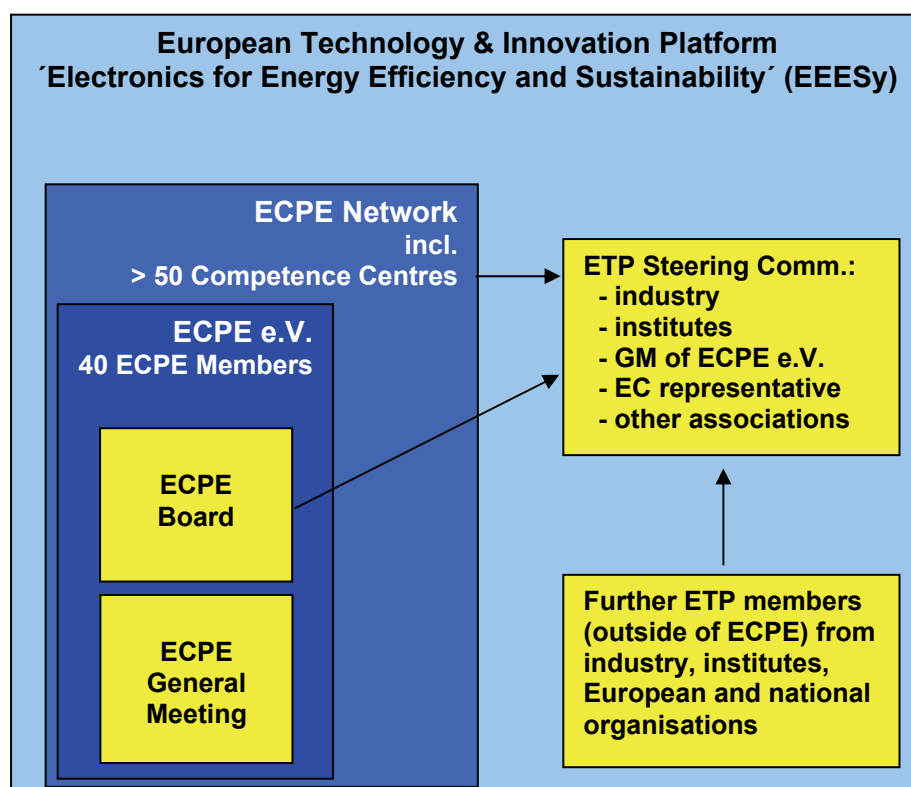 European Technology & Innovation Platform
´Electronics for Energy Efficiency and Sustainability´ (EEESy)
ECPE Network
incl.
> 50 Competence Centres
ECPE e.V.
40 ECPE Members
ECPE
Board
ECPE
General
Meeting
ETP Steering Comm.:
- industry
- institutes
- GM of ECPE e.V.
- EC representative
- other associations
Further ETP members
(outside of ECPE) from
industry, institutes,
European and national
organisations